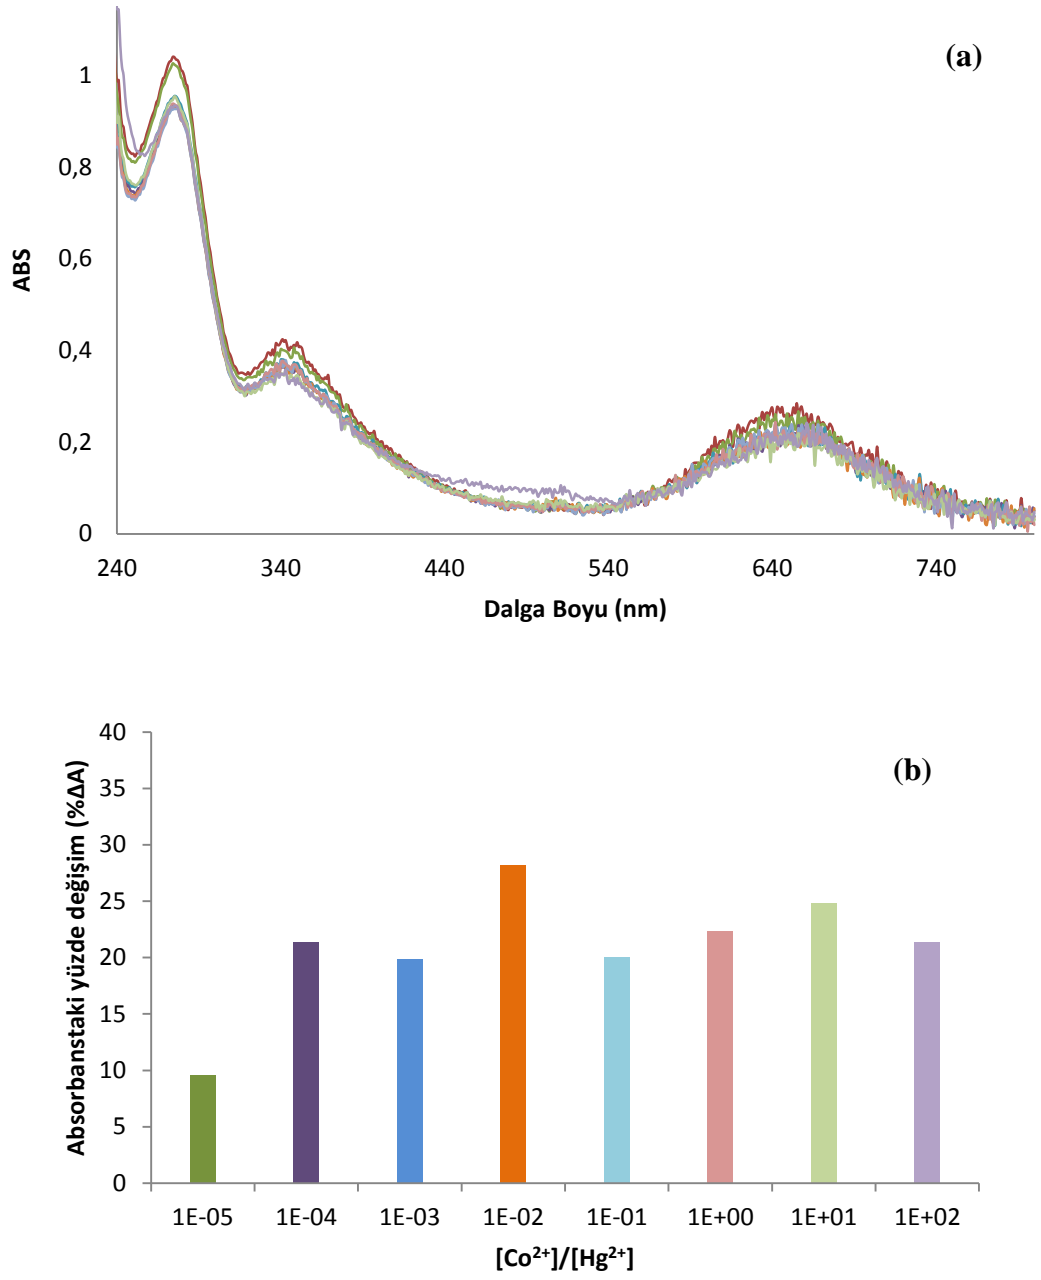 (a)
1
0,8
0,6
0,4
0,2
0
ABS
240 340 440 540 640 740
Dalga Boyu (nm)
(b)
40
35
30
25
20
15
10
5
0
Absorbanstaki yüzde değişim (%ΔA)
1E-05 1E-04 1E-03 1E-02 1E-01 1E+00 1E+01 1E+02
[Co²⁺]/[Hg²⁺]